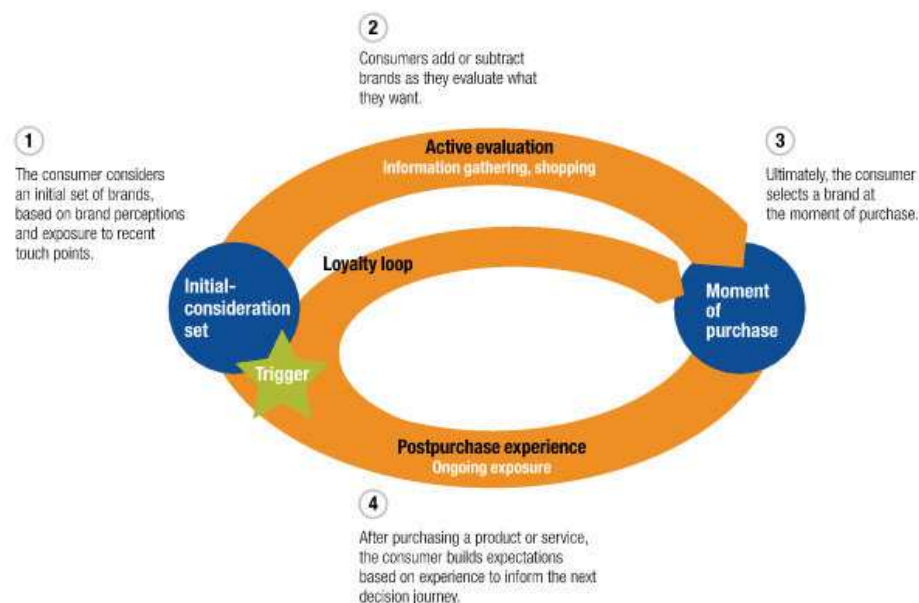 2
Consumers add or subtract
brands as they evaluate what
they want.
1
The consumer considers
an initial set of brands,
based on brand perceptions
and exposure to recent
touch points.
3
Ultimately, the consumer
selects a brand at
the moment of purchase.
Active evaluation
Information gathering, shopping
Loyalty loop
Initial-
consideration
set
Moment
of
purchase
Trigger
Postpurchase experience
Ongoing exposure
4
After purchasing a product or service,
the consumer builds expectations
based on experience to inform the next
decision journey.